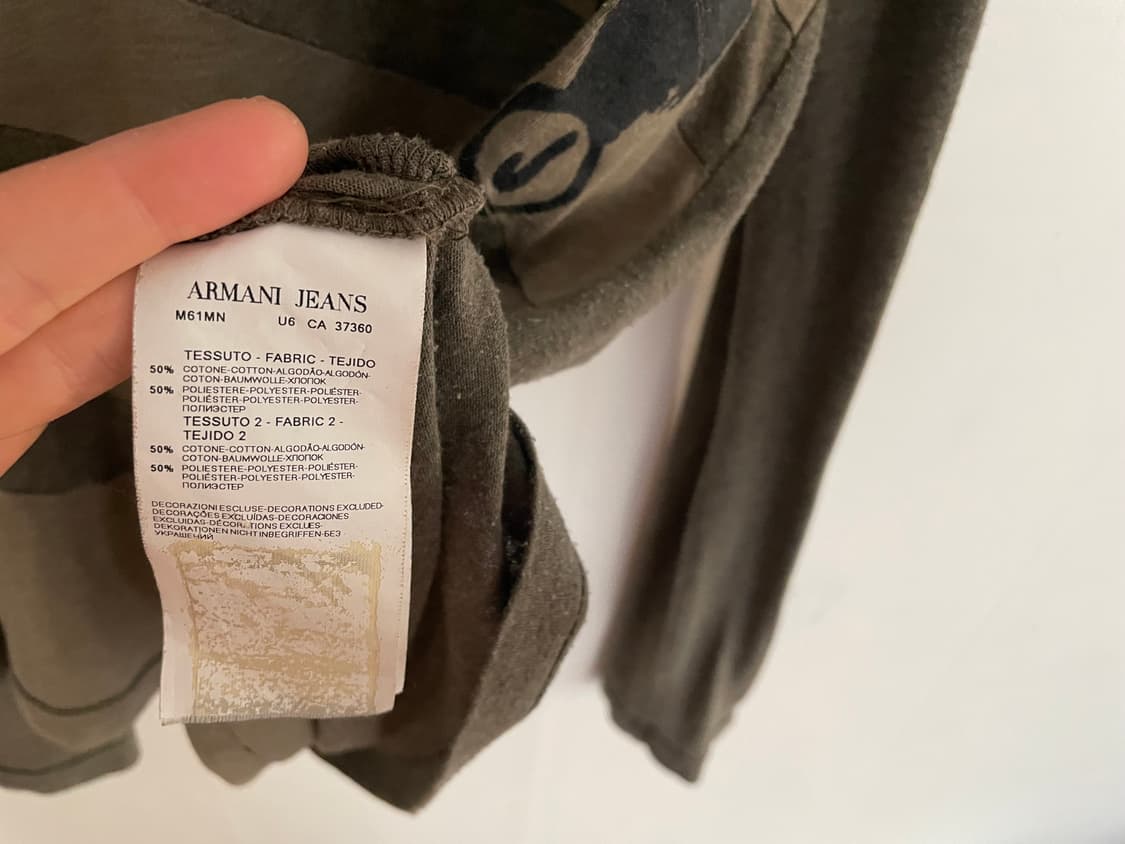 ARMANI JEANS
M61MN U6 CA 37360
TESSUTO - FABRIC - TEJIDO
50% COTONE-COTTON-ALGODÃO-ALGODÓN-
COTON-BAUMWOLLE-ХЛОПОК
50% POLIESTERE-POLYESTER-POLIÉSTER-
POLIÉSTER-POLYESTER-POLYESTER-
ПОЛИЭСТЕР
TESSUTO 2 - FABRIC 2 -
TEJIDO 2
50% COTONE-COTTON-ALGODÃO-ALGODÓN-
COTON-BAUMWOLLE-ХЛОПОК
50% POLIESTERE-POLYESTER-POLIÉSTER-
POLIÉSTER-POLYESTER-POLYESTER-
ПОЛИЭСТЕР
DECORAZIONI ESCLUSE-DECORATIONS EXCLUDED-
DECORAÇÕES EXCLUÍDAS-DECORACIONES
EXCLUIDAS-DÉCORATIONS EXCLUES-
DEKORATIONEN NICHT INBEGRIFFEN-БЕЗ
УКРАШЕНИЙ